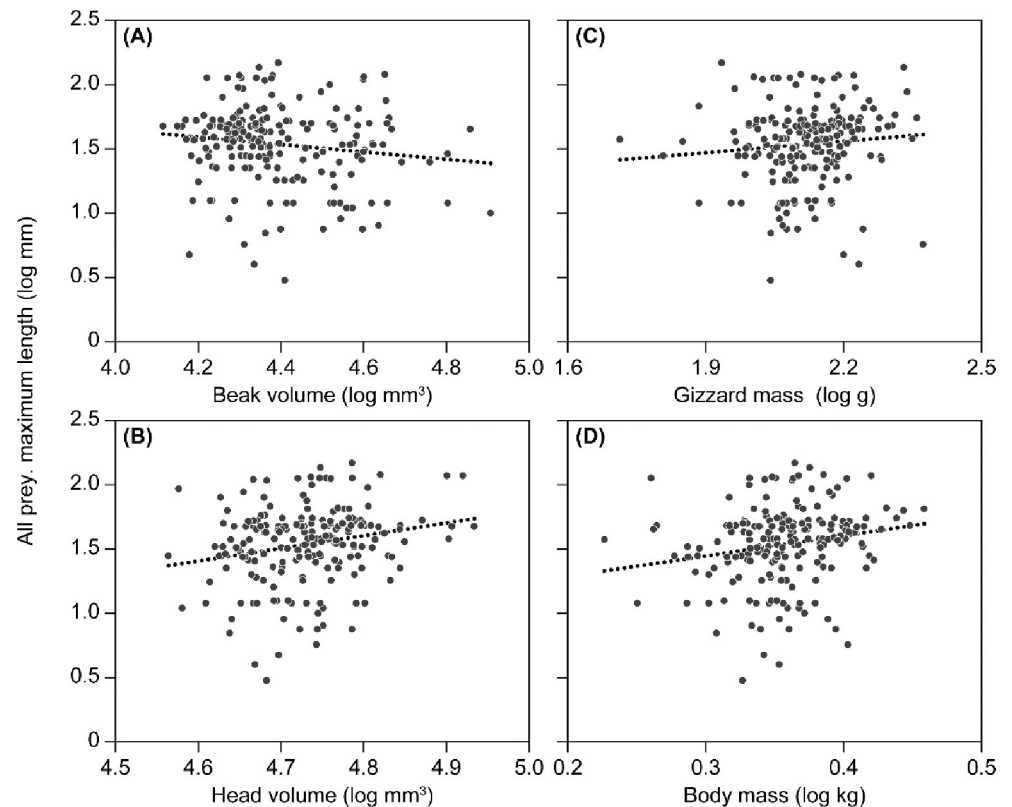 All prey. maximum length (log mm)
(A)
2.5
2.0
1.5
1.0
0.5
0
4.0 4.2 4.4 4.6 4.8 5.0
Beak volume (log mm³)
(C)
1.6 1.9 2.2 2.5
Gizzard mass (log g)
(B)
2.5
2.0
1.5
1.0
0.5
0
4.5 4.6 4.7 4.8 4.9 5.0
Head volume (log mm³)
(D)
0.2 0.3 0.4 0.5
Body mass (log kg)